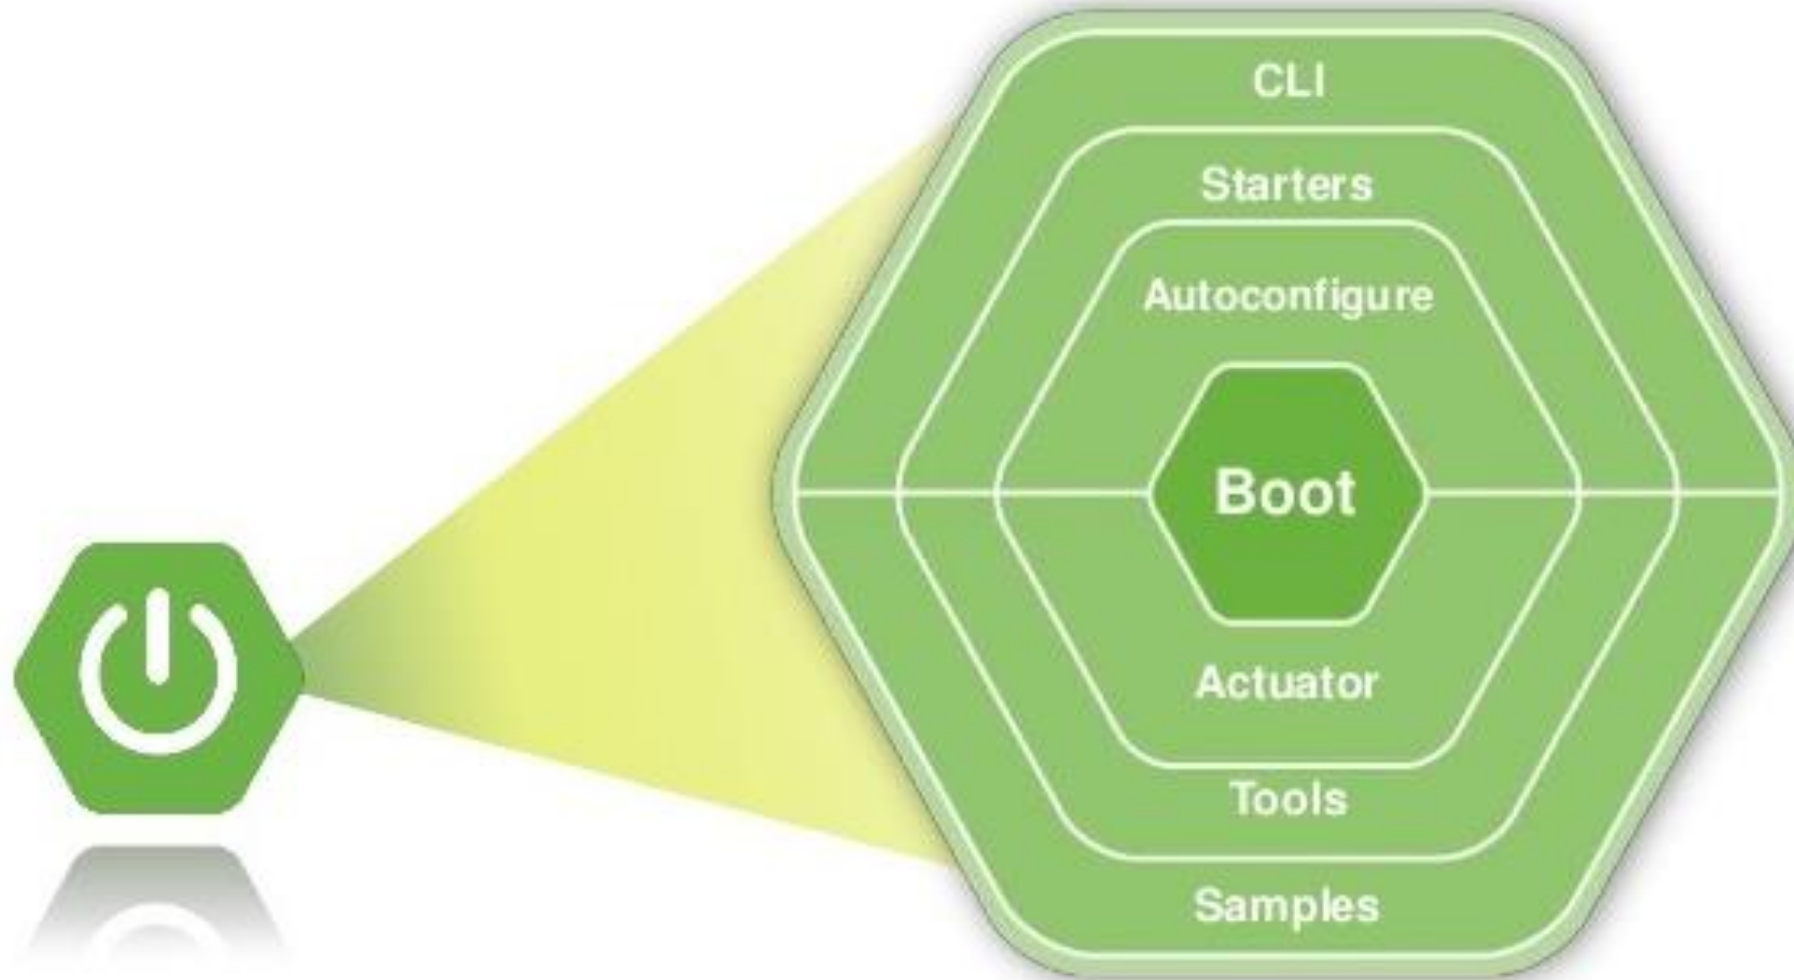 CLI
Starters
Autoconfigure
Boot
Actuator
Tools
Samples